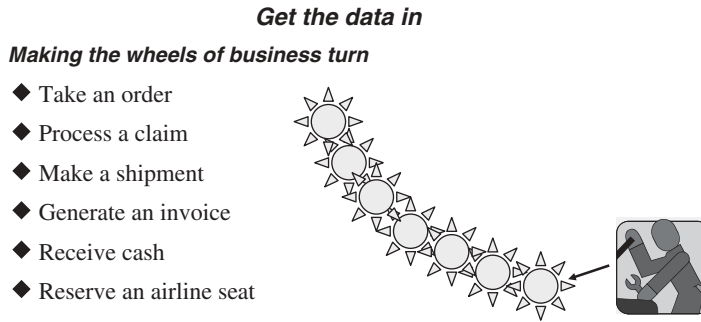 Get the data in
Making the wheels of business turn
◆ Take an order
◆ Process a claim
◆ Make a shipment
◆ Generate an invoice
◆ Receive cash
◆ Reserve an airline seat